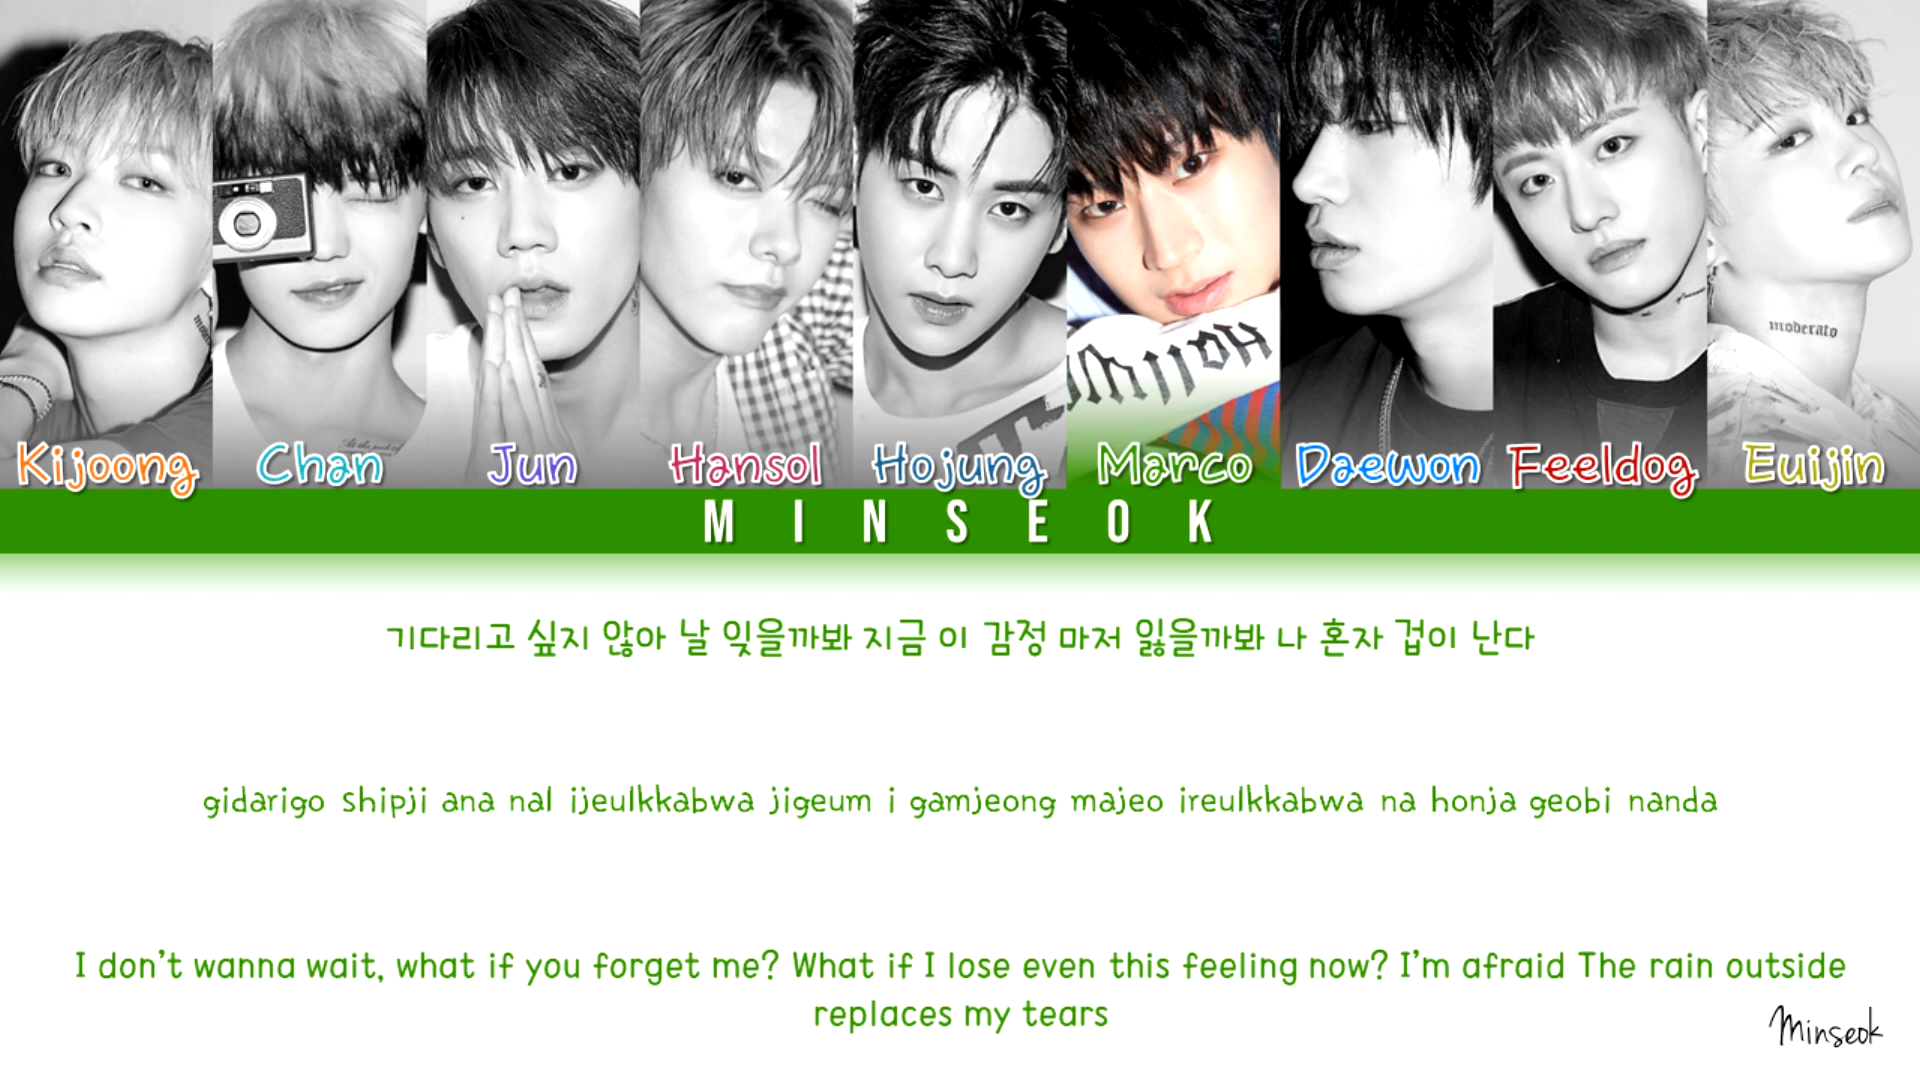 moderato
Kijoong Chan Jun Hansol Hojung Marco Daewon Feeldog Euijin
MINSEOK
기다리고 싶지 않아 날 잊을까봐 지금 이 감정 마저 잃을까봐 나 혼자 겁이 난다
gidarigo shipji ana nal ijeulkkabwa jigeum i gamjeong majeo ireulkkabwa na honja geobi nanda
I don't wanna wait, what if you forget me? What if I lose even this feeling now? I'm afraid The rain outside
replaces my tears
Minseok